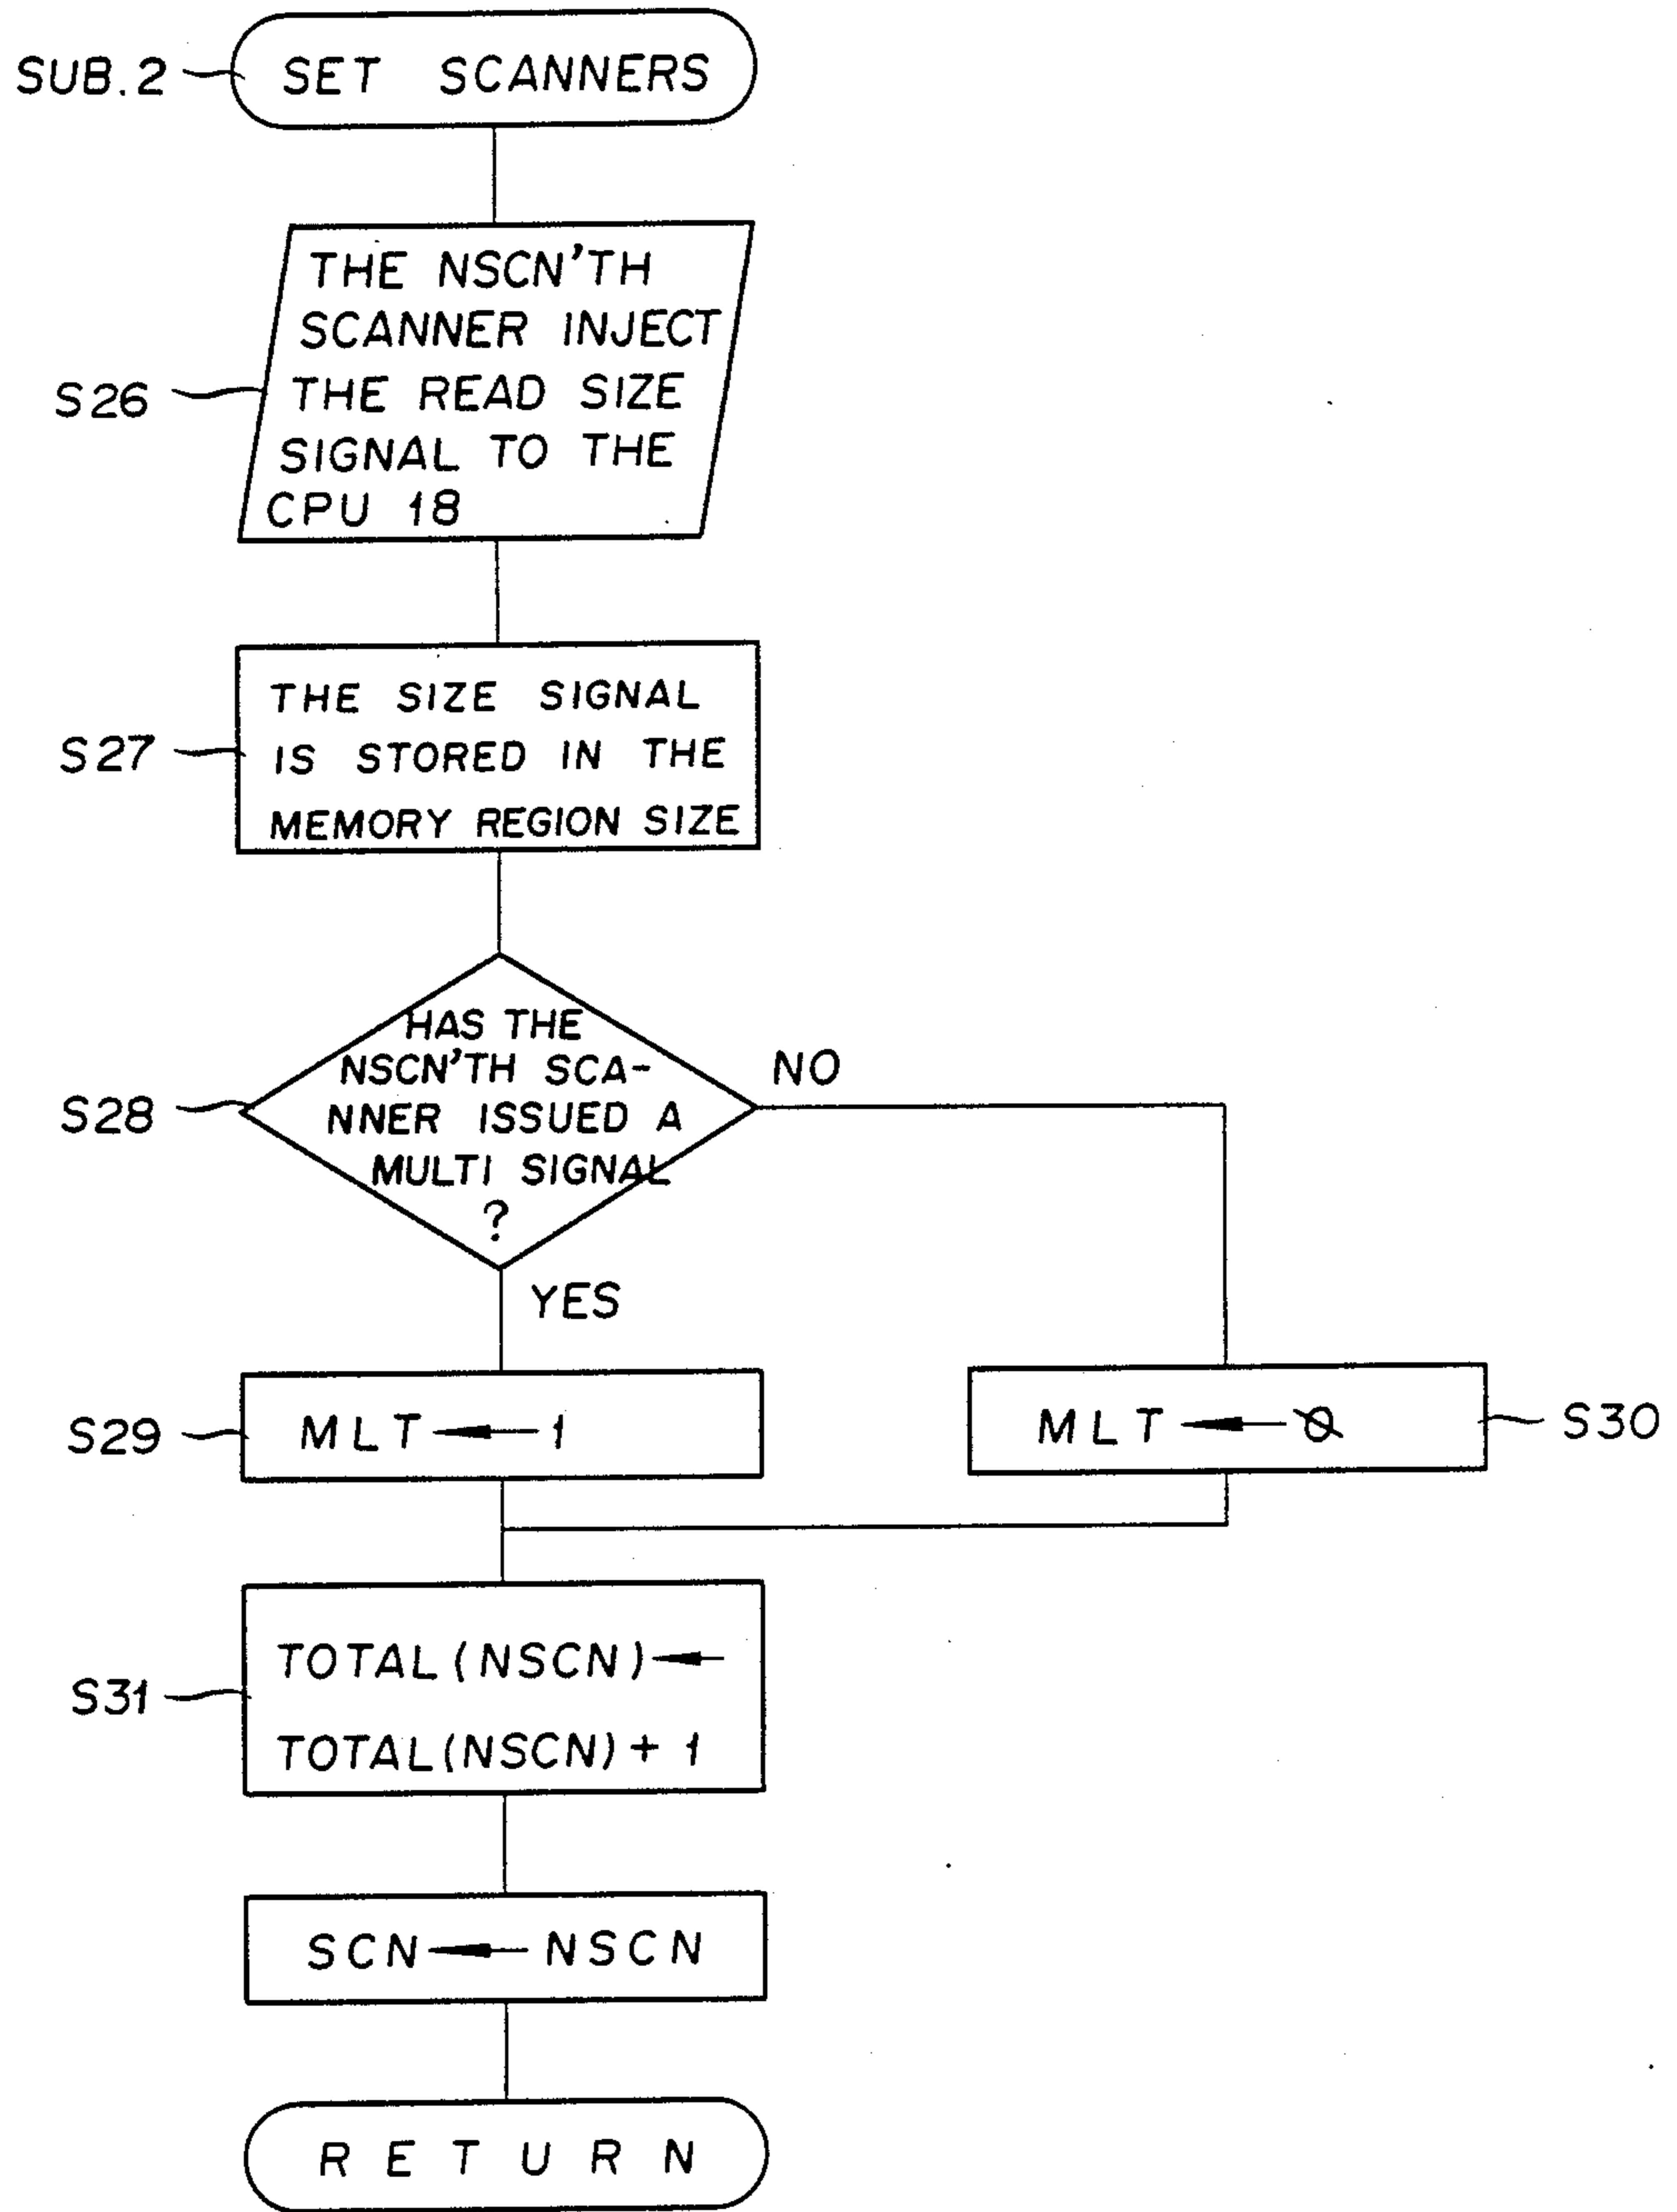 SUB.2
SET SCANNERS
S26
THE NSCN'TH
SCANNER INJECT
THE READ SIZE
SIGNAL TO THE
CPU 18
S27
THE SIZE SIGNAL
IS STORED IN THE
MEMORY REGION SIZE
S28
HAS THE
NSCN'TH SCA-
NNER ISSUED A
MULTI SIGNAL
?
NO
YES
S29
MLT ← 1
MLT ← 0
S30
S31
TOTAL(NSCN) ←
TOTAL(NSCN) + 1
SCN ← NSCN
RETURN